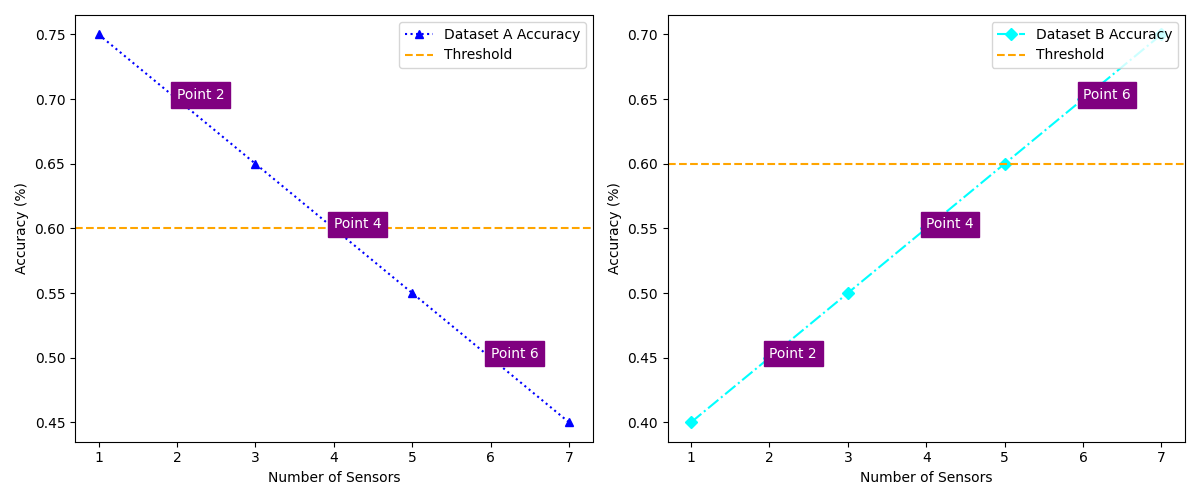 Dataset A Accuracy
Threshold
Point 2
Point 4
Point 6
0.75
0.70
0.65
0.60
0.55
0.50
0.45
Accuracy (%)
1 2 3 4 5 6 7
Number of Sensors
Dataset B Accuracy
Threshold
Point 6
Point 4
Point 2
0.70
0.65
0.60
0.55
0.50
0.45
0.40
Accuracy (%)
1 2 3 4 5 6 7
Number of Sensors